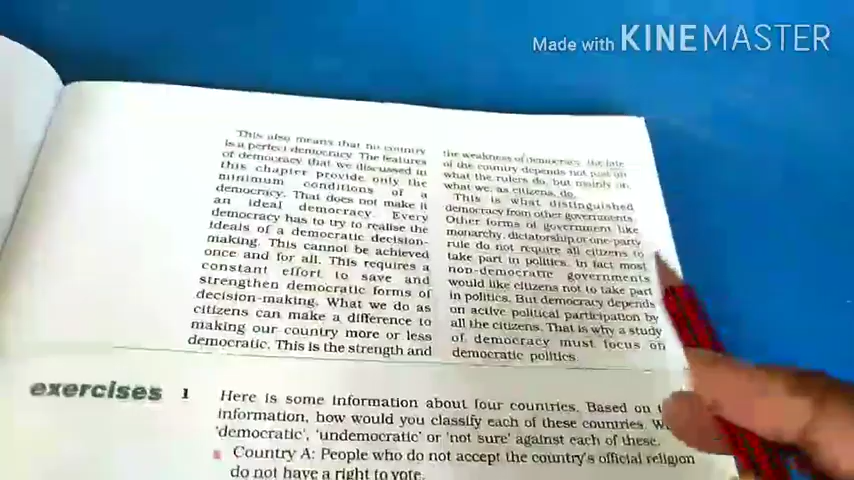 Made with KINEMASTER
This also means that no country
is a perfect democracy. The features
of democracy that we discussed in
this chapter provide only the
minimum conditions of a
democracy. That does not make it
an ideal democracy. Every
democracy has to try to realise the
ideals of a democratic decision-
making. This cannot be achieved
once and for all. This requires a
constant effort to save and
strengthen democratic forms of
decision-making. What we do as
citizens can make a difference to
making our country more or less
democratic. This is the strength and
the weakness of democracy: the fate
of the country depends not just on
what the rulers do, but mainly on
what we, as citizens, do.
This is what distinguished
democracy from other governments.
Other forms of government like
monarchy, dictatorship or one-party
rule do not require all citizens to
take part in politics. In fact most
non-democratic governments
would like citizens not to take part
in politics. But democracy depends
on active political participation by
all the citizens. That is why a study
of democracy must focus on
democratic politics.
exercises 1 Here is some information about four countries. Based on
information, how would you classify each of these countries.
'democratic', 'undemocratic' or 'not sure' against each of these.
Country A: People who do not accept the country's official religion
do not have a right to vote.